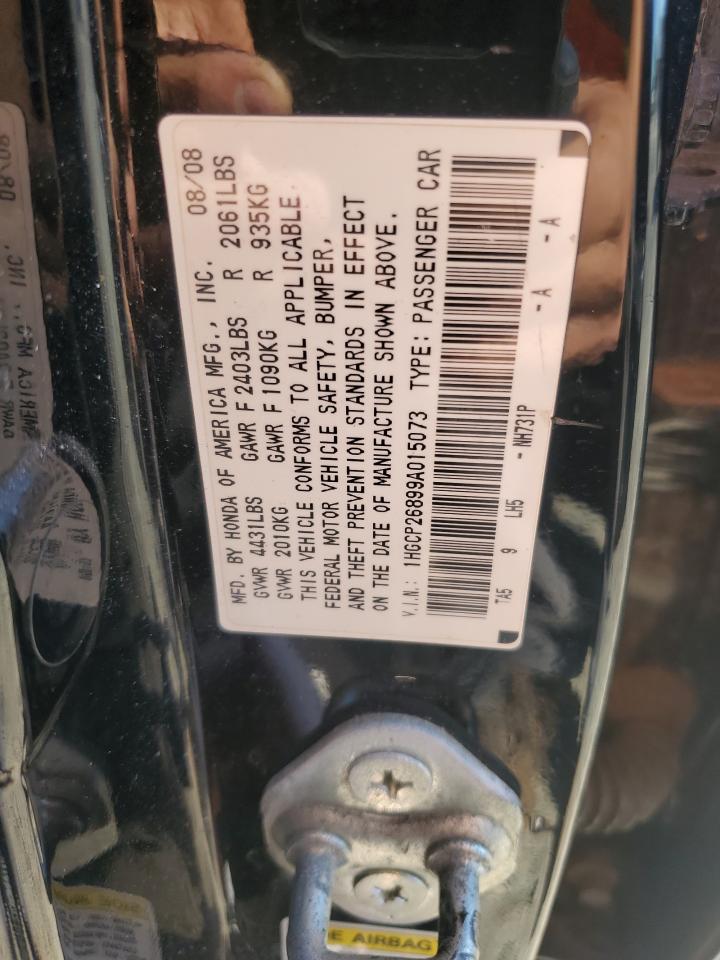 MFD. BY HONDA OF AMERICA MFG., INC. 08/08
GVWR 4431LBS GAWR F 2403LBS R 2061LBS
GVWR 2010KG GAWR F 1090KG R 935KG
THIS VEHICLE CONFORMS TO ALL APPLICABLE
FEDERAL MOTOR VEHICLE SAFETY, BUMPER,
AND THEFT PREVENTION STANDARDS IN EFFECT
ON THE DATE OF MANUFACTURE SHOWN ABOVE.
V.I.N.: 1HGCP26899A015073 TYPE: PASSENGER CAR
TA5 9 LH5 - NH731P - A - A
AIRBAG